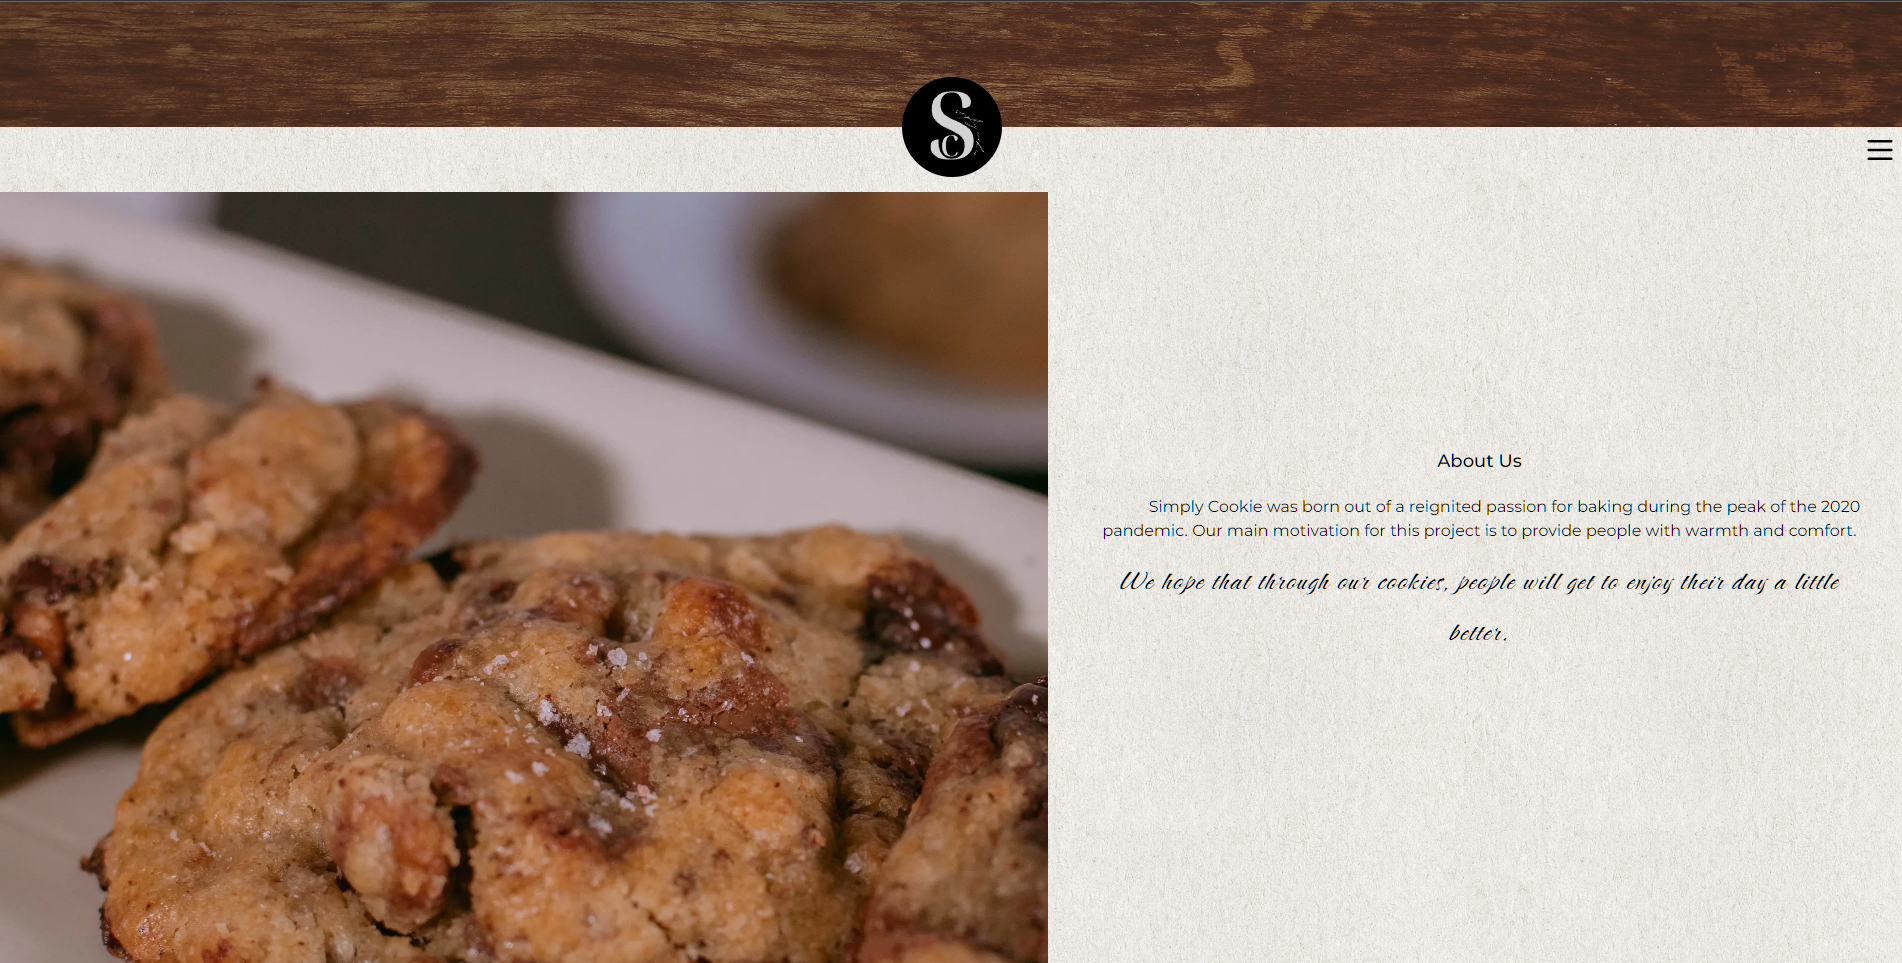 Sc
About Us
Simply Cookie was born out of a reignited passion for baking during the peak of the 2020
pandemic. Our main motivation for this project is to provide people with warmth and comfort.
We hope that through our cookies, people will get to enjoy their day a little
better.